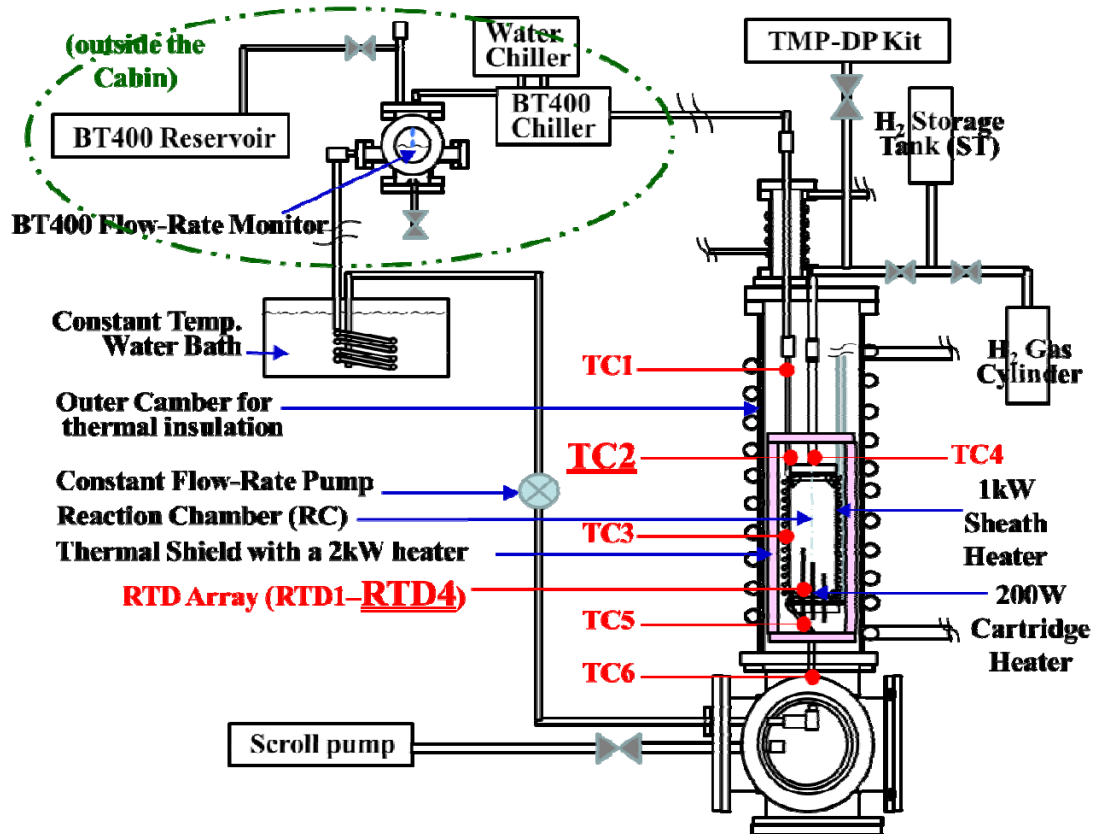 (outside the
Cabin)
Water
Chiller
BT400
Chiller
BT400 Reservoir
BT400 Flow-Rate Monitor
TMP-DP Kit
H2 Storage
Tank (ST)
H2 Gas
Cylinder
Constant Temp.
Water Bath
Outer Camber for
thermal insulation
Constant Flow-Rate Pump
Reaction Chamber (RC)
Thermal Shield with a 2kW heater
RTD Array (RTD1-RTD4)
TC1
TC2
TC4
TC3
TC5
TC6
1kW
Sheath
Heater
200W
Cartridge
Heater
Scroll pump